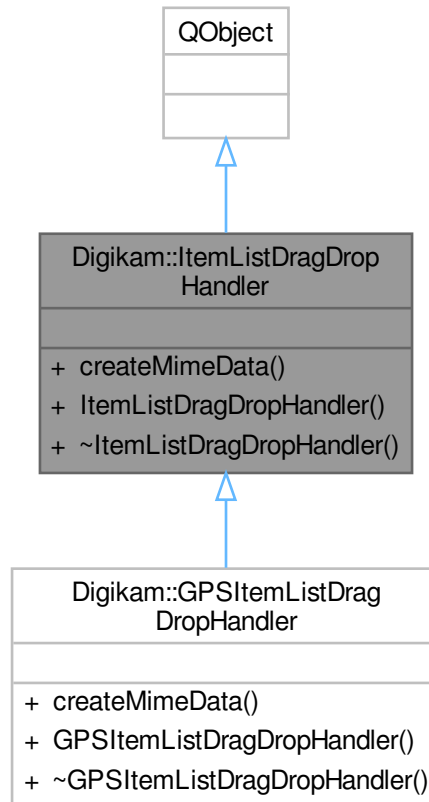 QObject
Digikam::ItemListDragDrop
Handler
+ createMimeData()
+ ItemListDragDropHandler()
+ ~ItemListDragDropHandler()
Digikam::GPSItemListDrag
DropHandler
+ createMimeData()
+ GPSItemListDragDropHandler()
+ ~GPSItemListDragDropHandler()